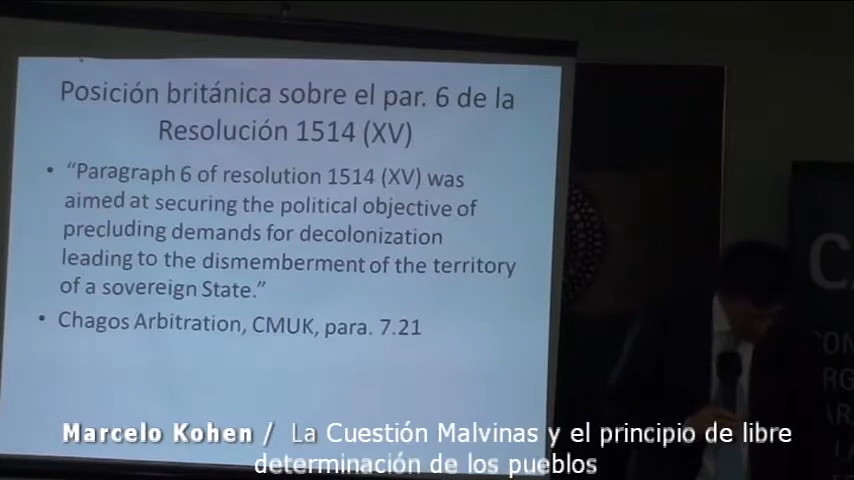 Posición británica sobre el par. 6 de la
Resolución 1514 (XV)
• “Paragraph 6 of resolution 1514 (XV) was
aimed at securing the political objective of
precluding demands for decolonization
leading to the dismemberment of the territory
of a sovereign State.”
• Chagos Arbitration, CMUK, para. 7.21
Marcelo Kohen / La Cuestión Malvinas y el principio de libre
determinación de los pueblos